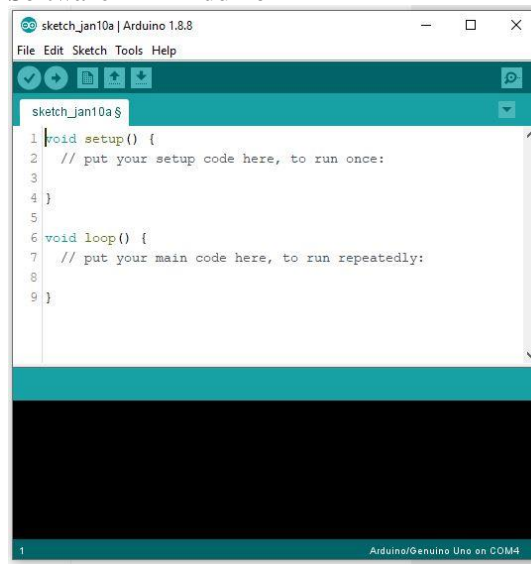 sketch_jan10a | Arduino 1.8.8
File Edit Sketch Tools Help
sketch_jan10a §
1 void setup() {
2 // put your setup code here, to run once:
3
4 }
5
6 void loop() {
7 // put your main code here, to run repeatedly:
8
9 }
1 Arduino/Genuino Uno on COM4